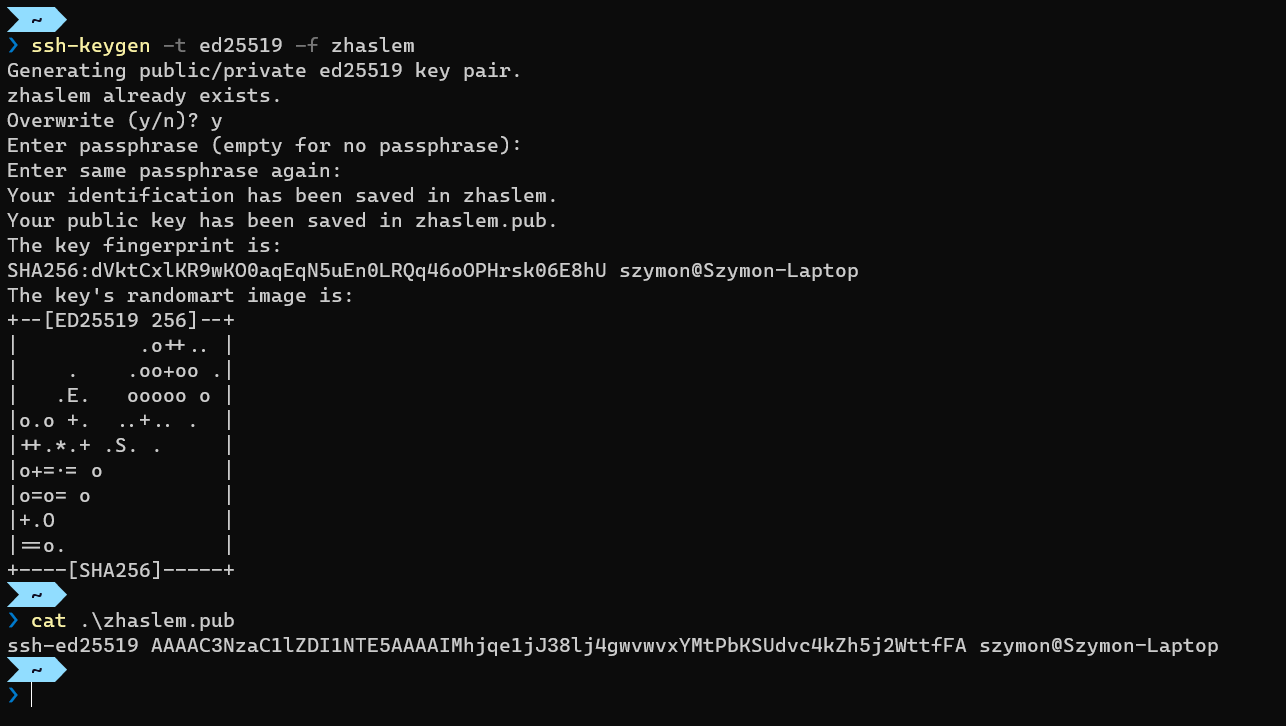 ~
❯ ssh-keygen -t ed25519 -f zhaslem
Generating public/private ed25519 key pair.
zhaslem already exists.
Overwrite (y/n)? y
Enter passphrase (empty for no passphrase):
Enter same passphrase again:
Your identification has been saved in zhaslem.
Your public key has been saved in zhaslem.pub.
The key fingerprint is:
SHA256:dVktCxlKR9wKO0aqEqN5uEn0LRQq46oOPHrsk06E8hU szymon@Szymon-Laptop
The key's randomart image is:
+--[ED25519 256]--+
|          .o++.. |
|    .    .oo+oo .|
|   .E.   ooooo o |
|o.o +.  ..+.. .  |
|++.*.+ .S. .     |
|o+=·= o          |
|o=o= o           |
|+.O              |
|==o.             |
+----[SHA256]-----+
~
❯ cat .\zhaslem.pub
ssh-ed25519 AAAAC3NzaC1lZDI1NTE5AAAAIMhjqe1jJ38lj4gwvwvxYMtPbKSUdvc4kZh5j2WttfFA szymon@Szymon-Laptop
~
❯